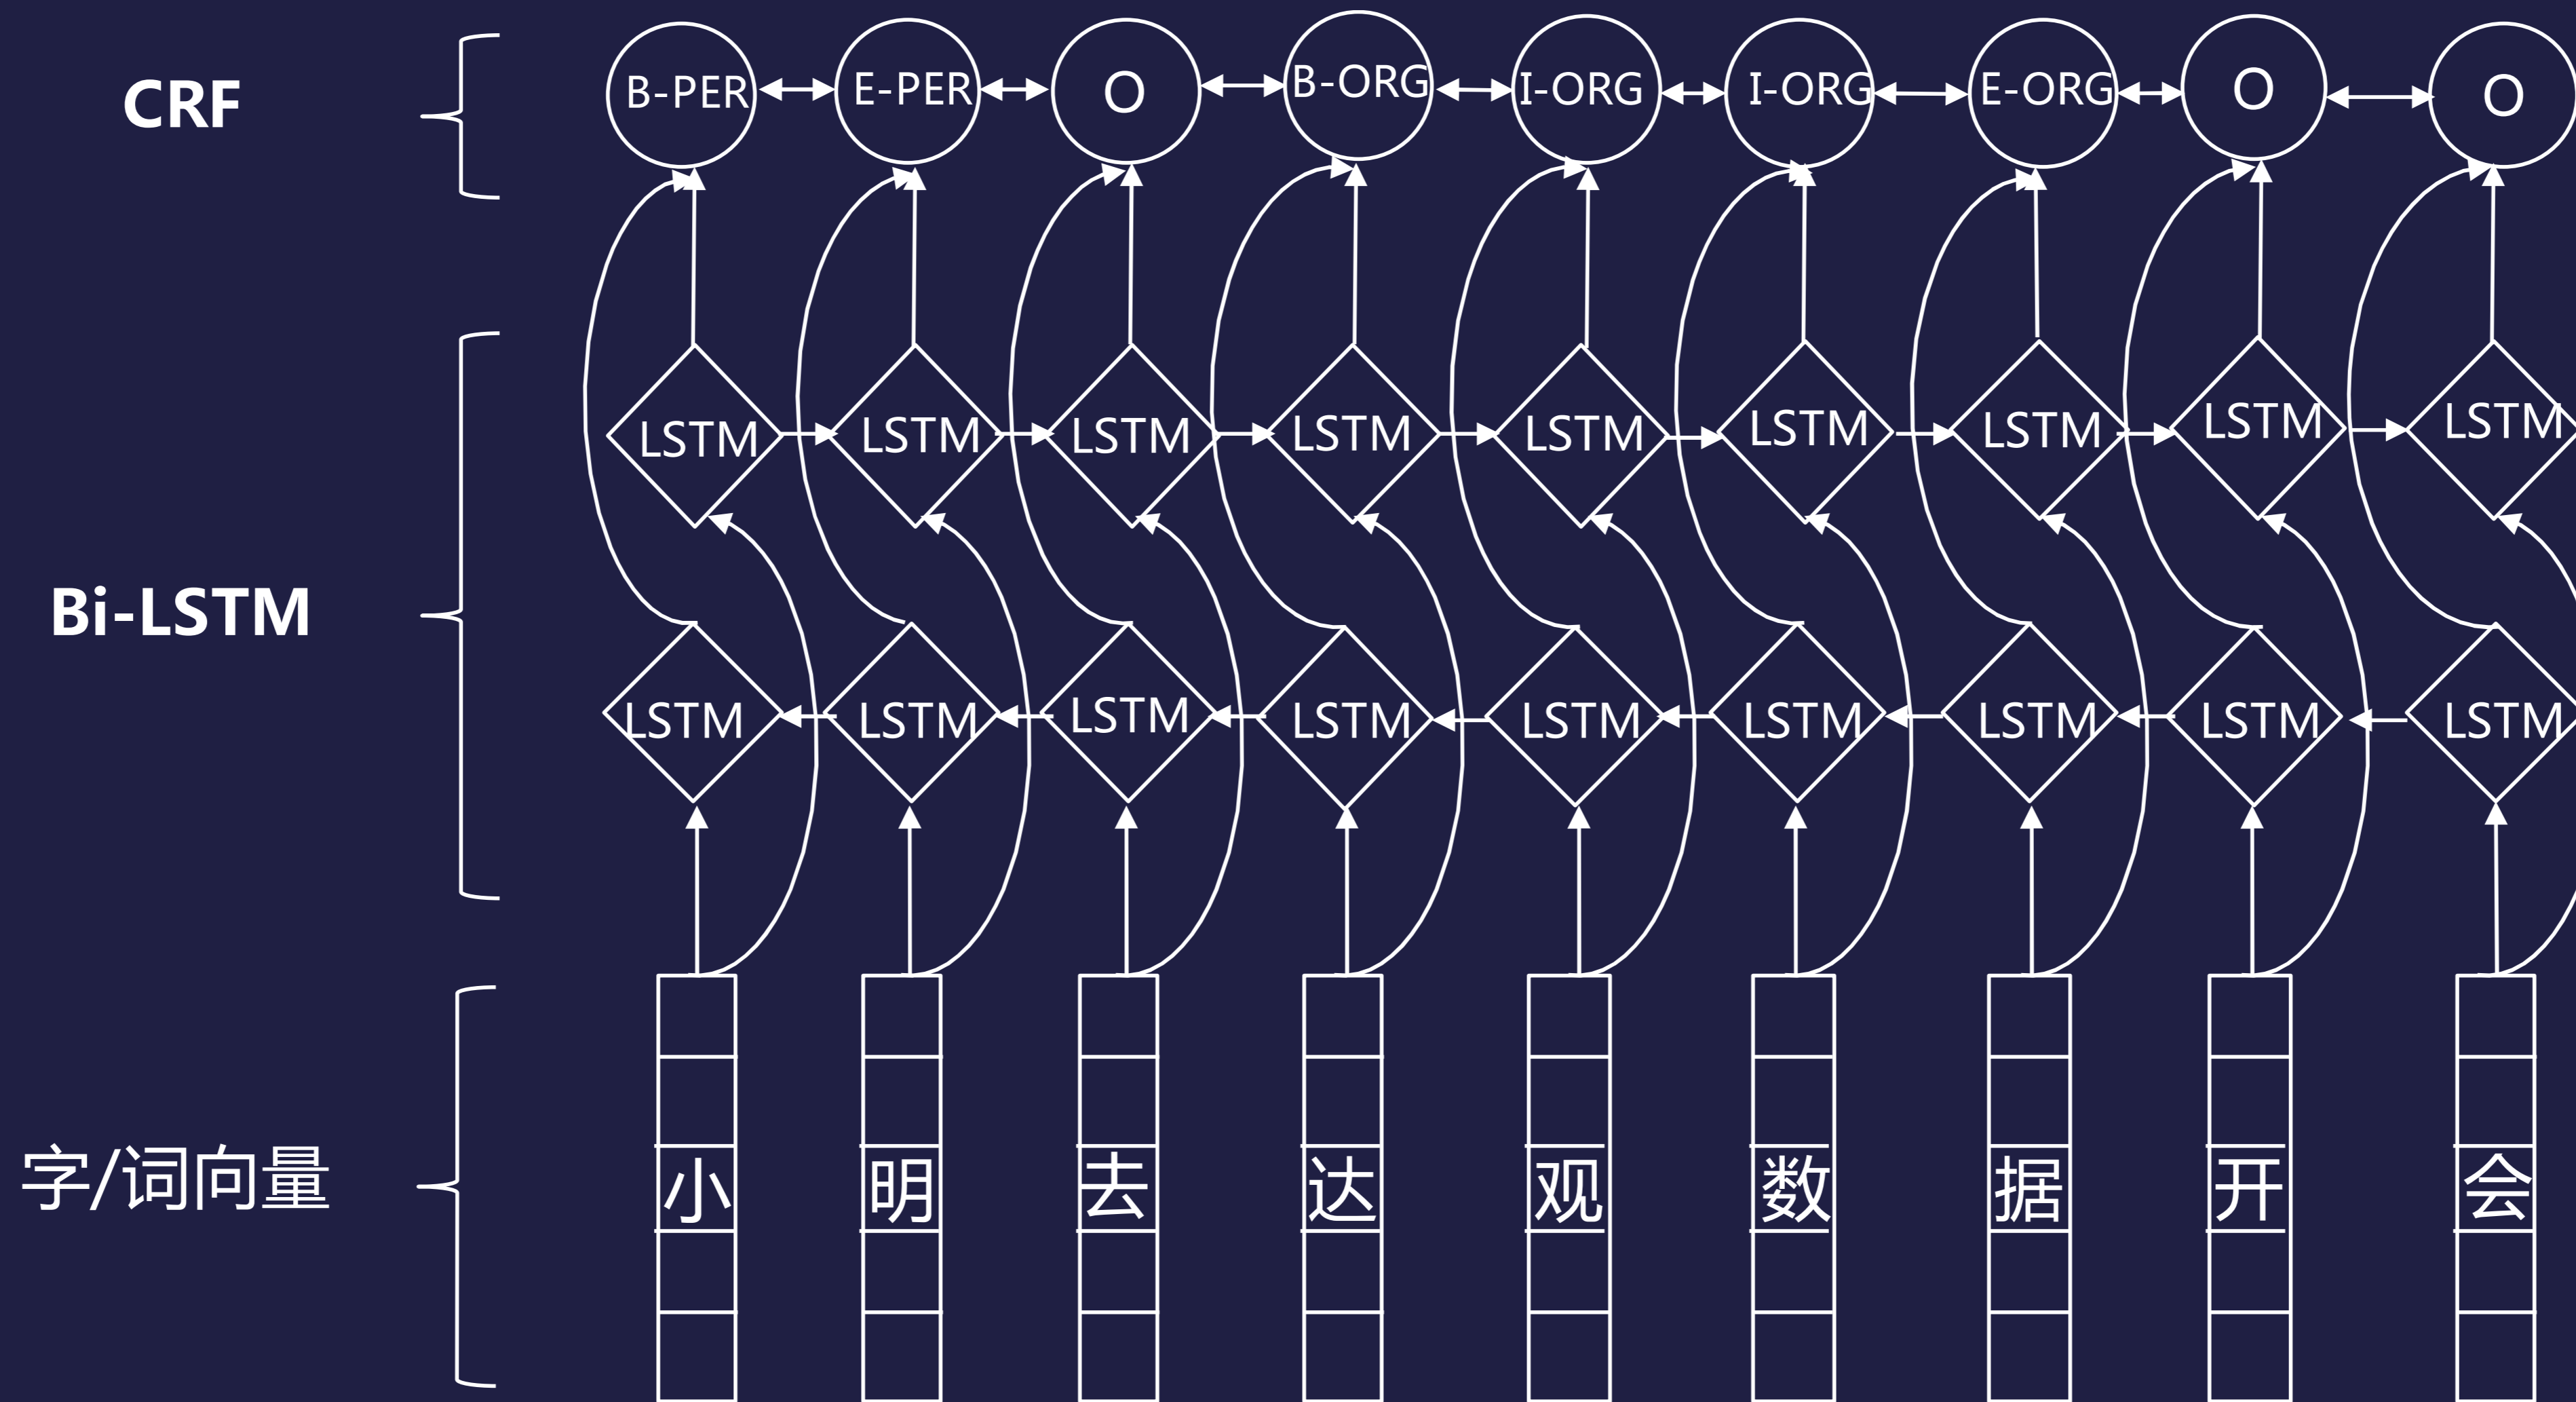 CRF
B-PER E-PER O B-ORG I-ORG I-ORG E-ORG O O
LSTM LSTM LSTM LSTM LSTM LSTM LSTM LSTM LSTM
Bi-LSTM
LSTM LSTM LSTM LSTM LSTM LSTM LSTM LSTM LSTM
字/词向量
小 明 去 达 观 数 据 开 会